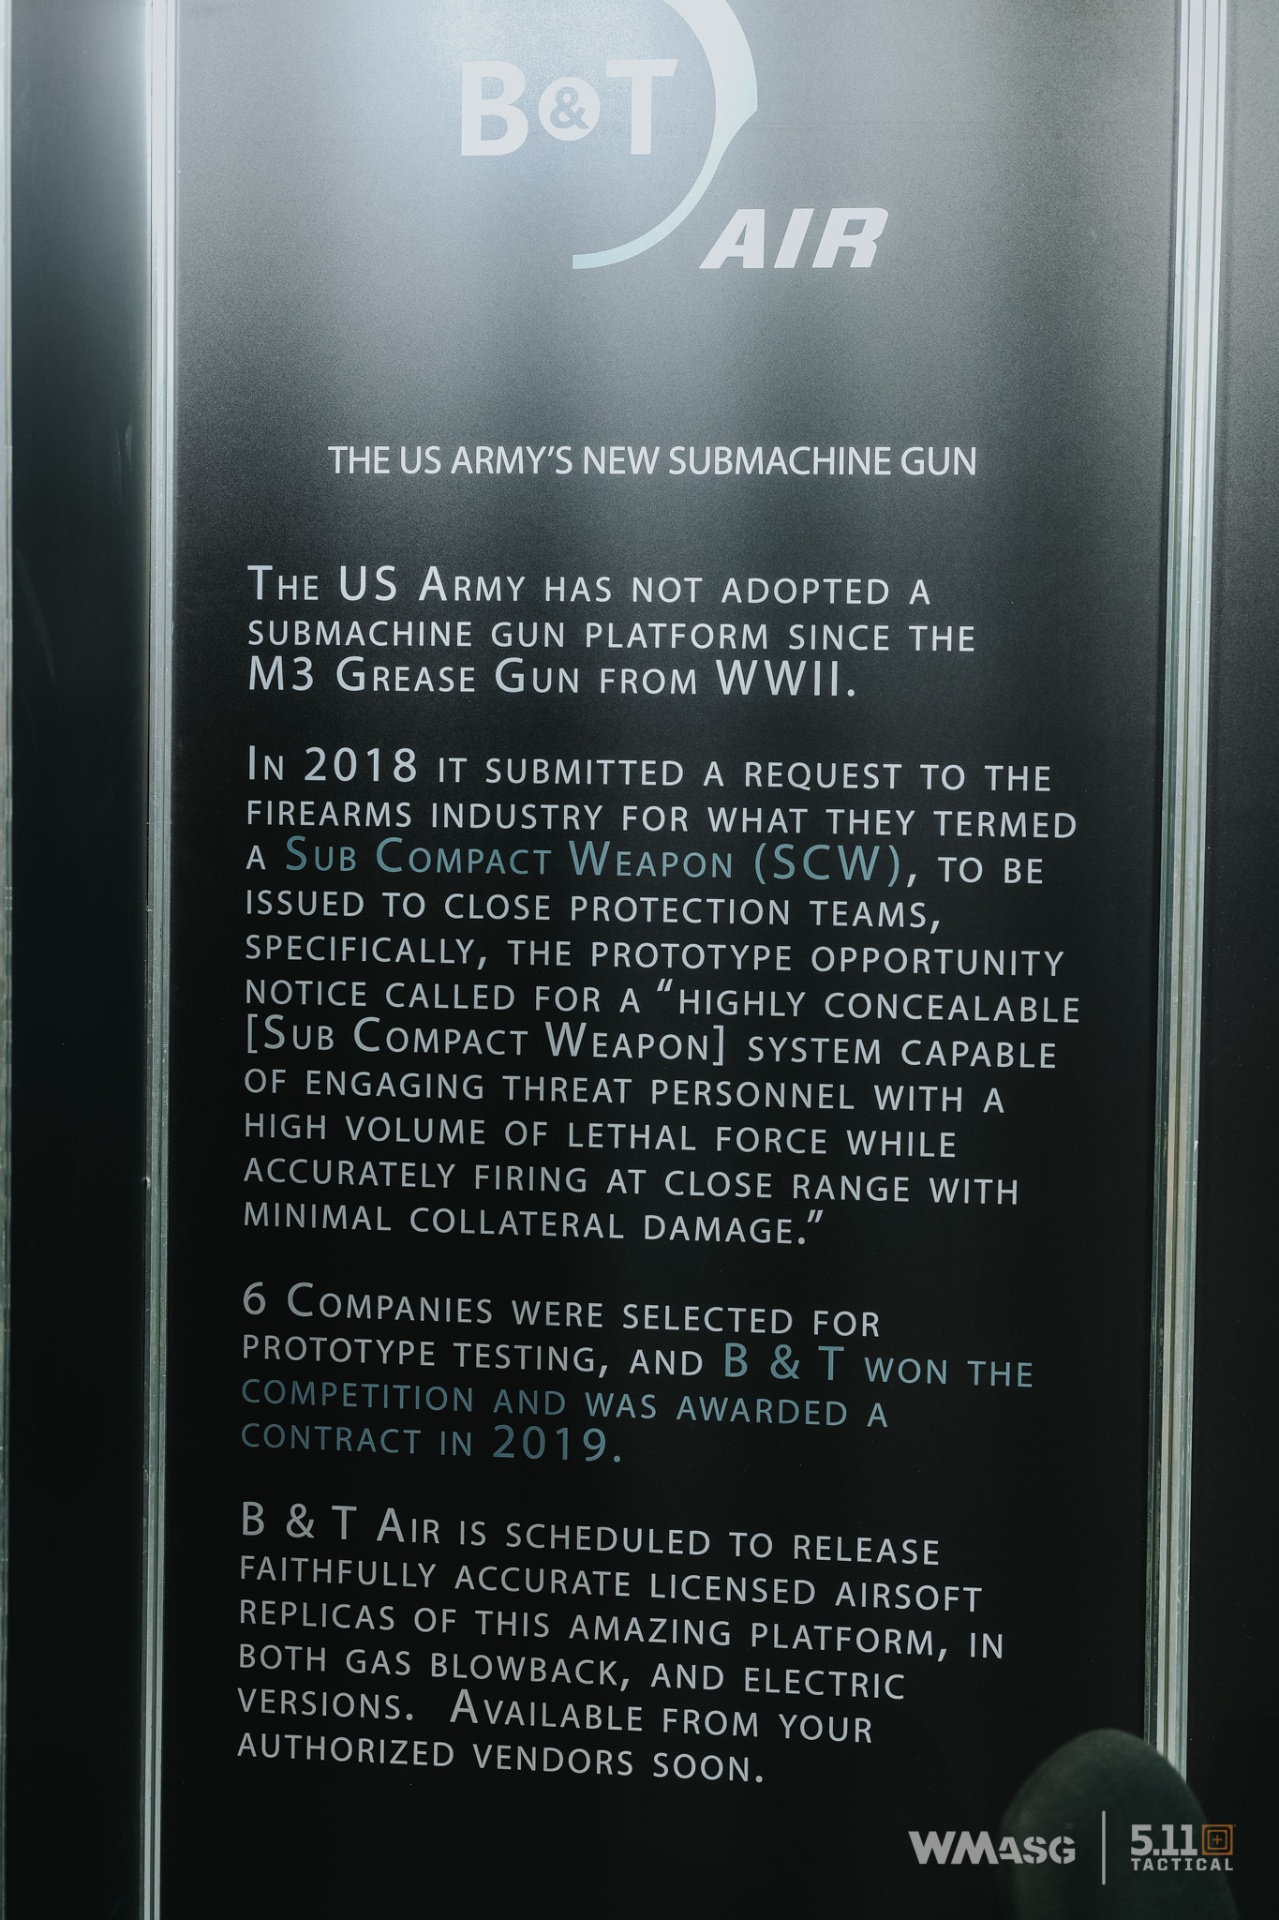 B&T
AIR
THE US ARMY'S NEW SUBMACHINE GUN
THE US ARMY HAS NOT ADOPTED A
SUBMACHINE GUN PLATFORM SINCE THE
M3 GREASE GUN FROM WWII.
IN 2018 IT SUBMITTED A REQUEST TO THE
FIREARMS INDUSTRY FOR WHAT THEY TERMED
A SUB COMPACT WEAPON (SCW), TO BE
ISSUED TO CLOSE PROTECTION TEAMS,
SPECIFICALLY, THE PROTOTYPE OPPORTUNITY
NOTICE CALLED FOR A "HIGHLY CONCEALABLE
[SUB COMPACT WEAPON] SYSTEM CAPABLE
OF ENGAGING THREAT PERSONNEL WITH A
HIGH VOLUME OF LETHAL FORCE WHILE
ACCURATELY FIRING AT CLOSE RANGE WITH
MINIMAL COLLATERAL DAMAGE."
6 COMPANIES WERE SELECTED FOR
PROTOTYPE TESTING, AND B & T WON THE
COMPETITION AND WAS AWARDED A
CONTRACT IN 2019.
B & T AIR IS SCHEDULED TO RELEASE
FAITHFULLY ACCURATE LICENSED AIRSOFT
REPLICAS OF THIS AMAZING PLATFORM, IN
BOTH GAS BLOWBACK, AND ELECTRIC
VERSIONS. AVAILABLE FROM YOUR
AUTHORIZED VENDORS SOON.
WMASG | 5.11
TACTICAL